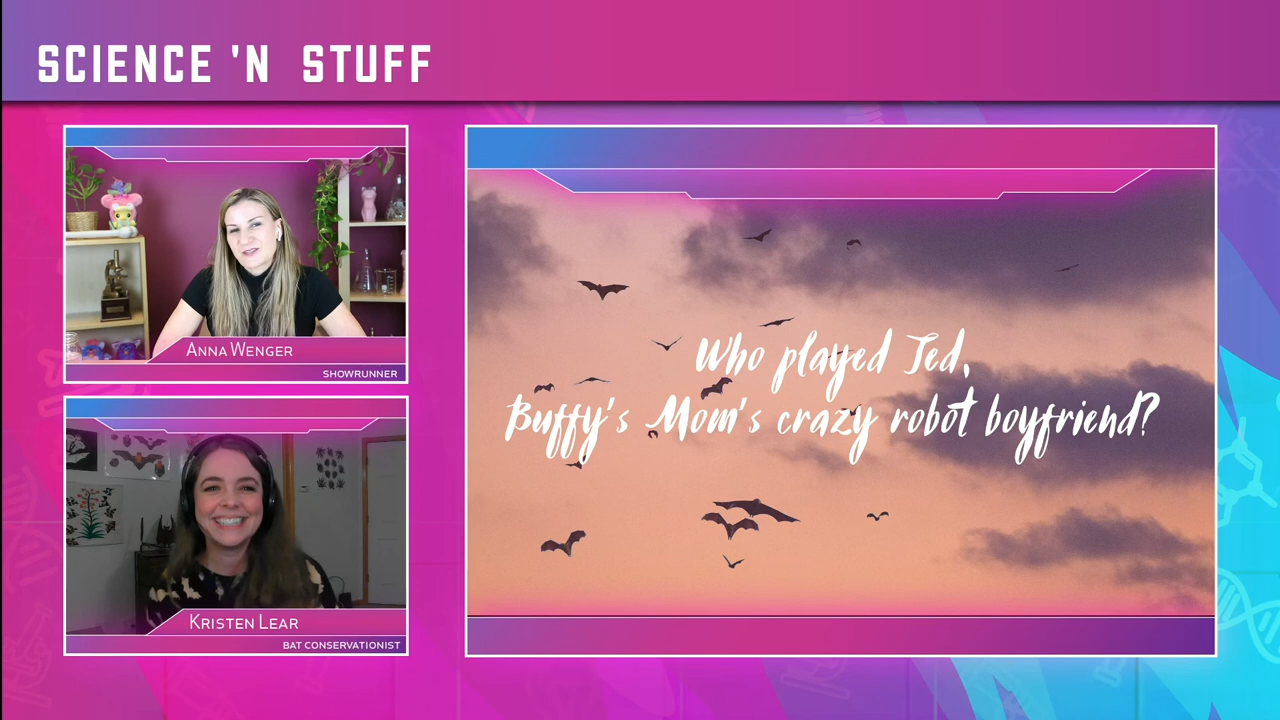 SCIENCE 'N STUFF
ANNA WENGER
SHOWRUNNER
KRISTEN LEAR
BAT CONSERVATIONIST
Who played Ted,
Buffy's Mom's crazy robot boyfriend?